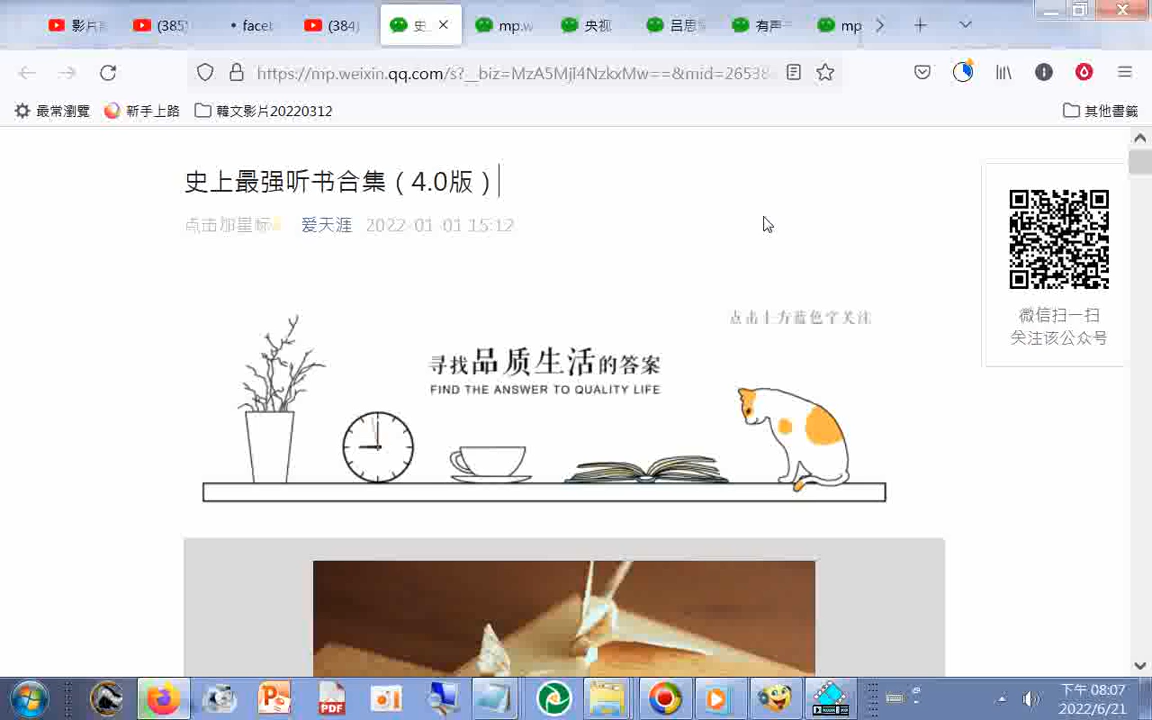 影片
(385)
facet
(384)
史
mp.w
央视
吕思
有声
mp
https://mp.weixin.qq.com/s?__biz=MzA5MjI4NzkxMw==&mid=26538
最常瀏覽
新手上路
韓文影片20220312
其他書籤
史上最强听书合集（4.0版）
点击加星标 爱天涯 2022-01-01 15:12
微信扫一扫
关注该公众号
点击上方蓝色字关注
寻找品质生活的答案
FIND THE ANSWER TO QUALITY LIFE
PDF
下午 08:07
2022/6/21